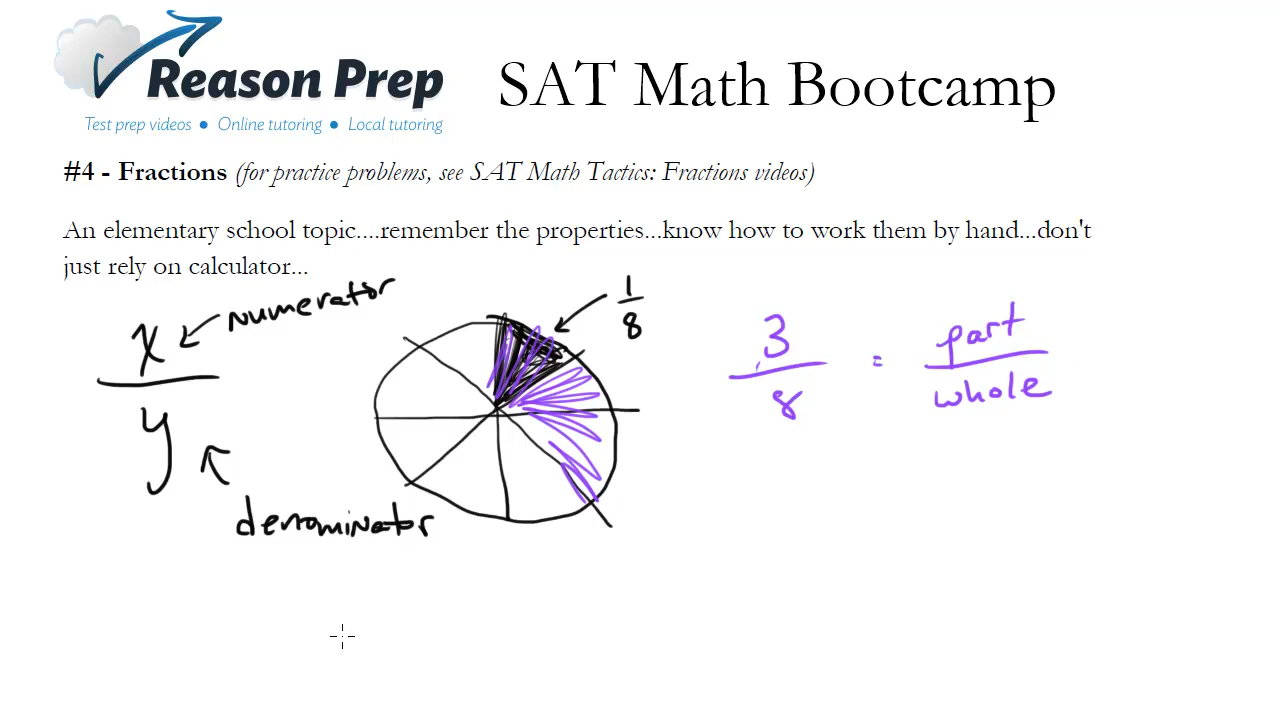 Reason Prep
Test prep videos ● Online tutoring ● Local tutoring
SAT Math Bootcamp
#4 - Fractions (for practice problems, see SAT Math Tactics: Fractions videos)
An elementary school topic....remember the properties...know how to work them by hand...don't
just rely on calculator...
x
numerator
y
denominator
1
8
3
8
=
part
whole